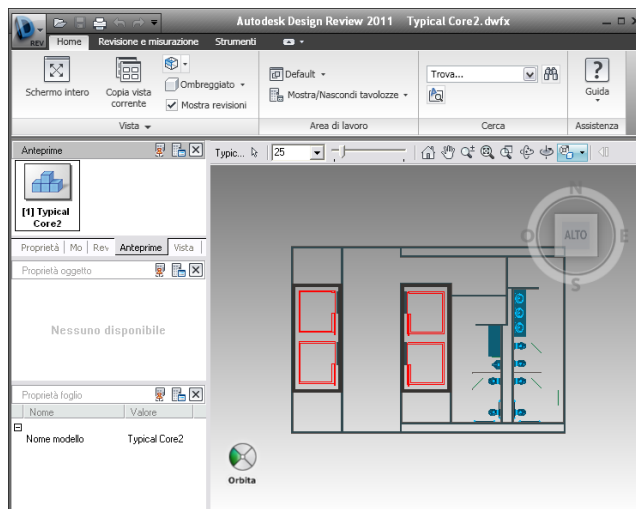 Autodesk Design Review 2011 Typical Core2.dwfx
REV Home Revisione e misurazione Strumenti
Schermo intero
Copia vista corrente
Ombreggiato
Mostra revisioni
Vista
Default
Mostra/Nascondi tavolozze
Area di lavoro
Trova...
Cerca
Guida
Assistenza
Anteprime
[1] Typical Core2
Proprietà Mo Rev Anteprime Vista
Proprietà oggetto
Nessuno disponibile
Proprietà foglio
Nome Valore
Nome modello Typical Core2
Typic... 25
N
O ALTO E
S
Orbita